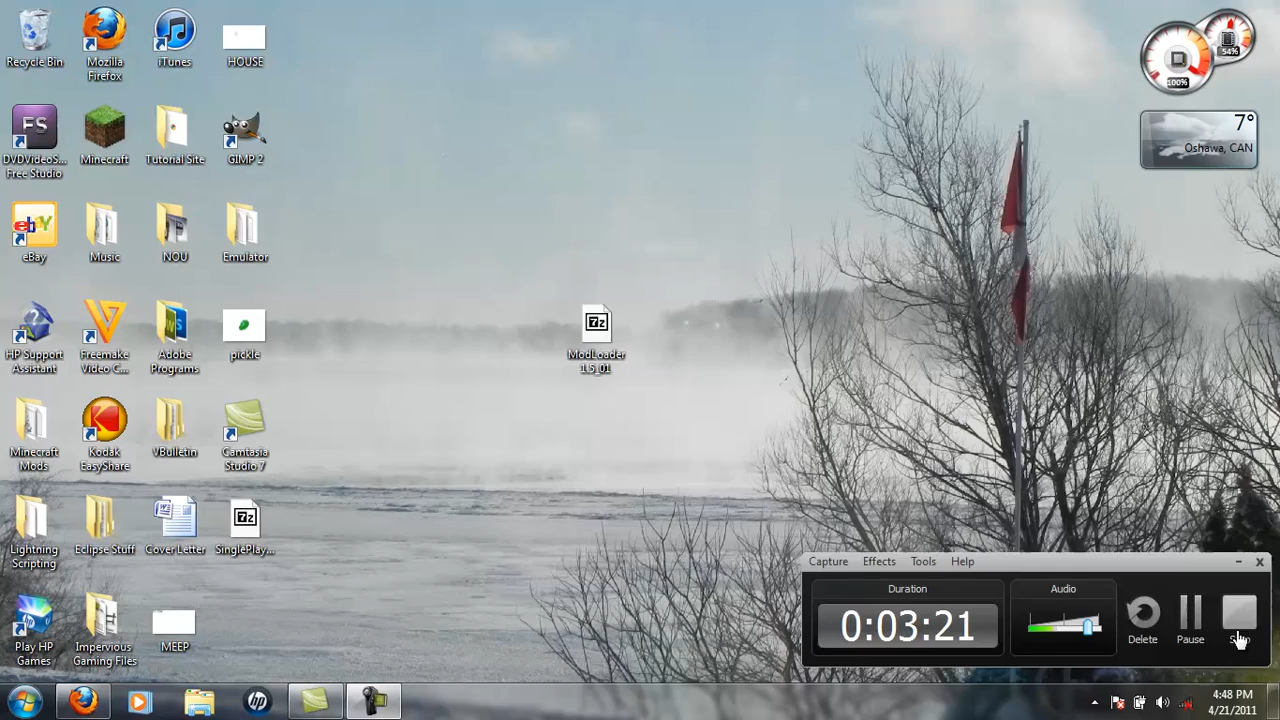 Recycle Bin
Mozilla
Firefox
iTunes
HOUSE
DVDVideoS...
Free Studio
Minecraft
Tutorial Site
GIMP 2
eBay
Music
NOU
Emulator
HP Support
Assistant
Freemake
Video C...
Adobe
Programs
pickle
Minecraft
Mods
Kodak
EasyShare
VBulletin
Camtasia
Studio 7
Lightning
Scripting
Eclipse Stuff
Cover Letter
SinglePlay...
Play HP
Games
Impervious
Gaming Files
MEEP
ModLoader
1.5_01
54%
100%
7°
Oshawa, CAN
Capture Effects Tools Help
Duration
0:03:21
Audio
Delete
Pause
4:48 PM
4/21/2011